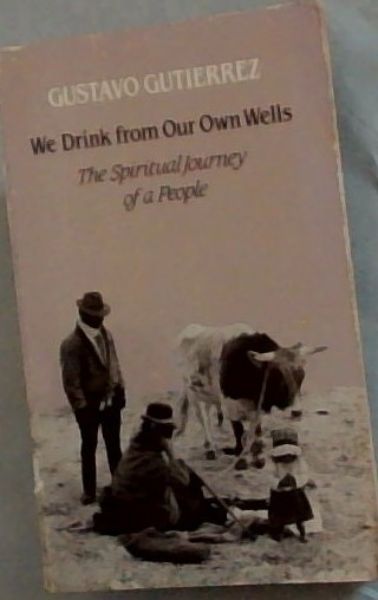 GUSTAVO GUTIERREZ
We Drink from Our Own Wells
The Spiritual Journey
of a People